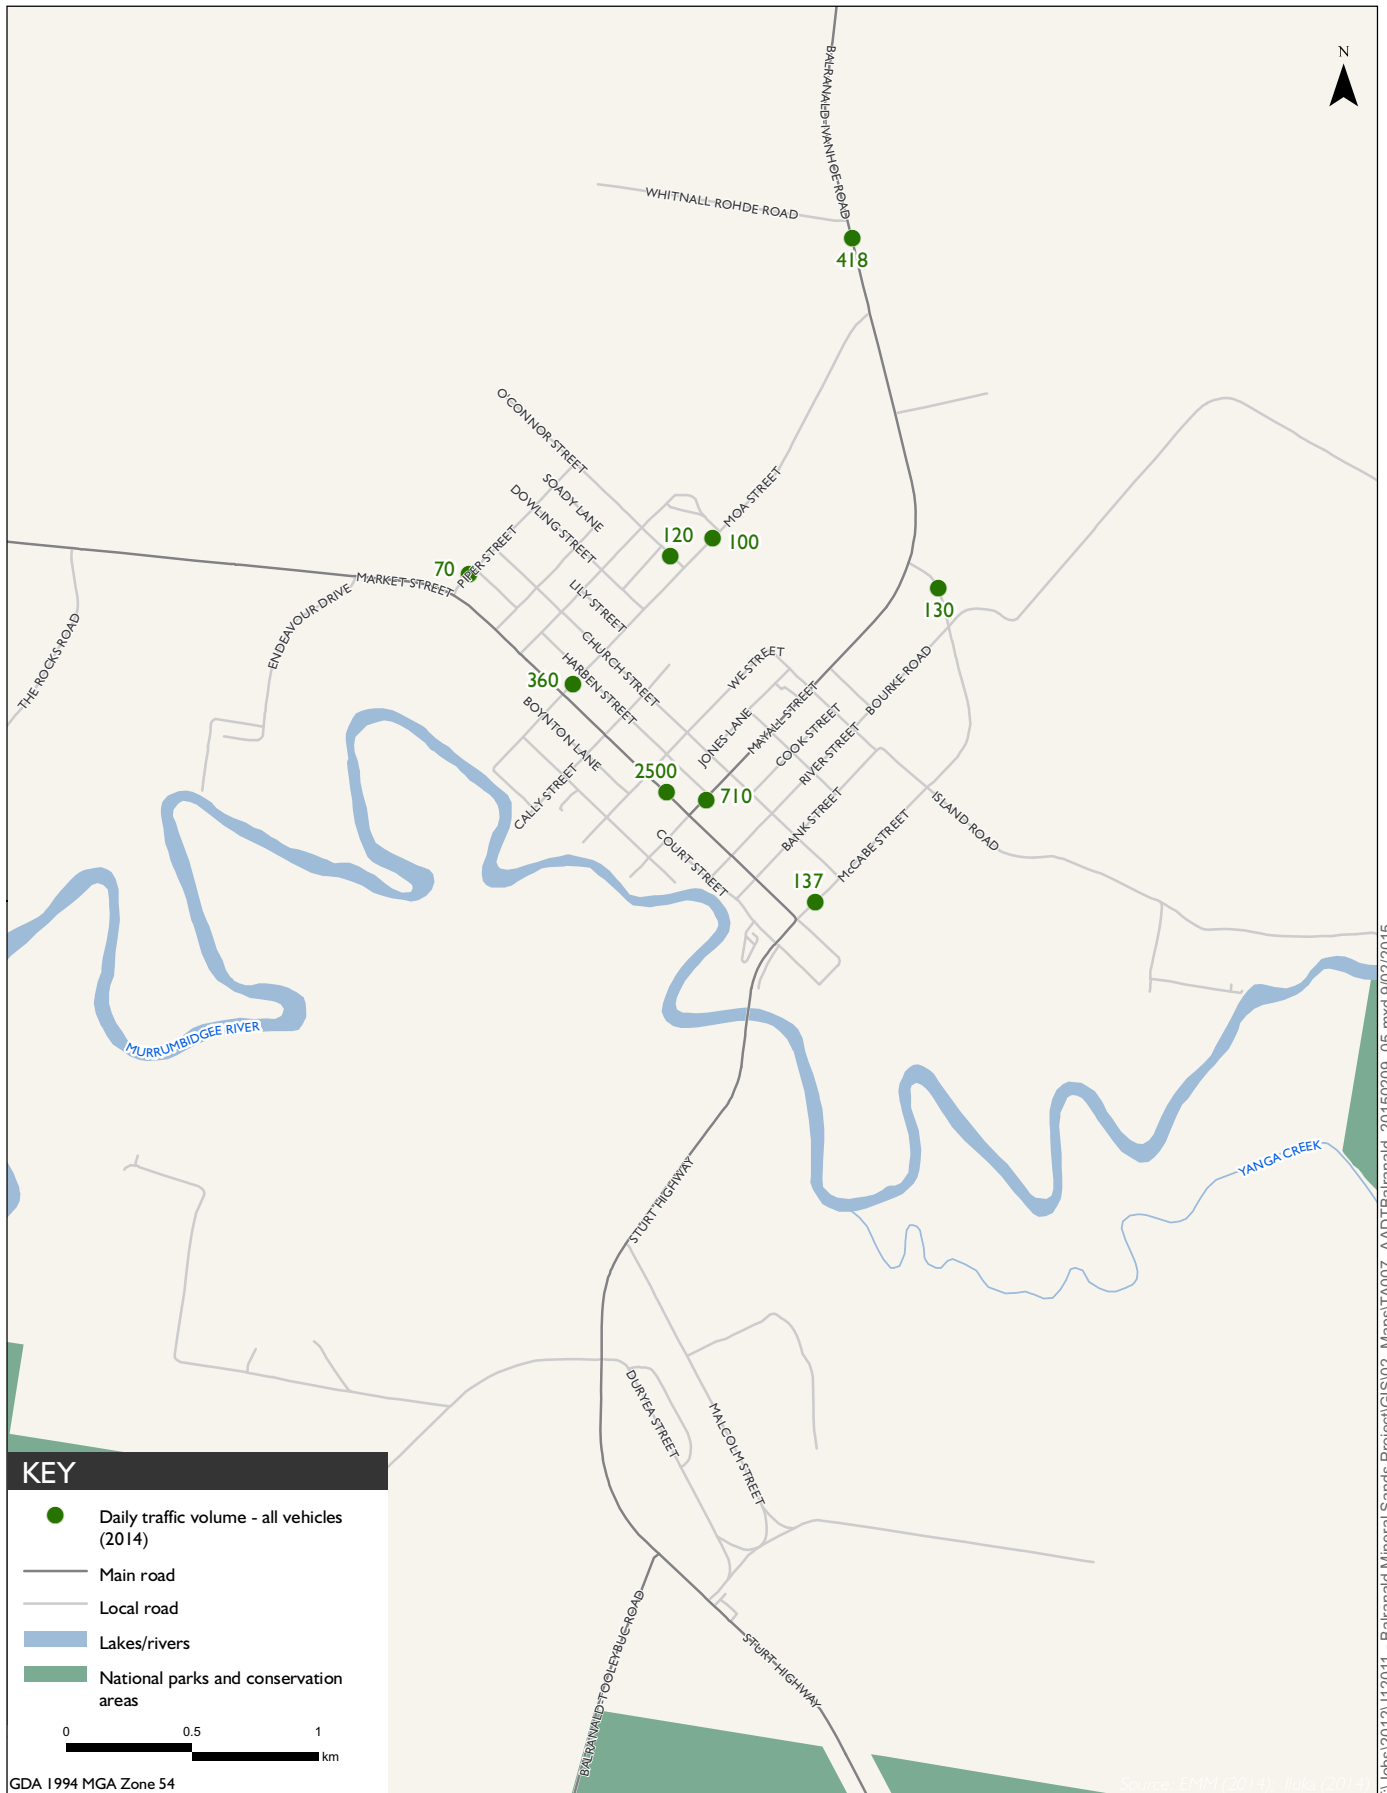 N
BALRANALD-IVANHOE ROAD
WHITNALL ROHDE ROAD
418
O'CONNOR STREET
SOADY LANE
DOWLING STREET
MOA STREET
120
100
70
PIPER STREET
MARKET STREET
ENDEAVOUR DRIVE
THE ROCKS ROAD
LILY STREET
130
CHURCH STREET
HARBEN STREET
360
BOYNTON LANE
WE STREET
BOURKE ROAD
JONES LANE
MAYALL STREET
COOK STREET
RIVER STREET
2500
710
CALLY STREET
BANK STREET
ISLAND ROAD
COURT STREET
McCABE STREET
137
MURRUMBIDGEE RIVER
YANGA CREEK
STURT HIGHWAY
DURYEA STREET
MALCOLM STREET
BALRANALD-TOOLEYBUC ROAD
STURT HIGHWAY
KEY
Daily traffic volume - all vehicles
(2014)
Main road
Local road
Lakes/rivers
National parks and conservation
areas
0 0.5 1
km
GDA 1994 MGA Zone 54
Source: EMM (2014); Iluka (2014)